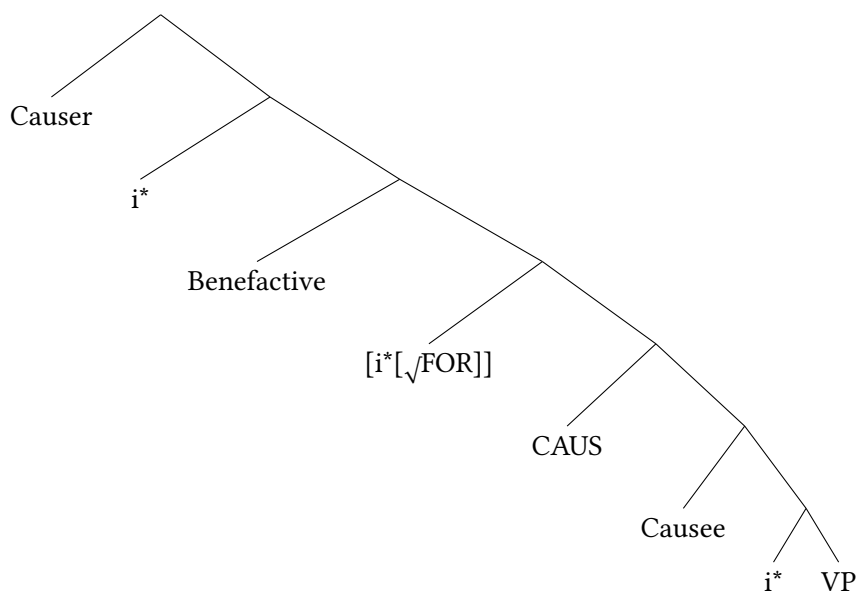 Causer
i*
Benefactive
[i*[√FOR]]
CAUS
Causee
i* VP